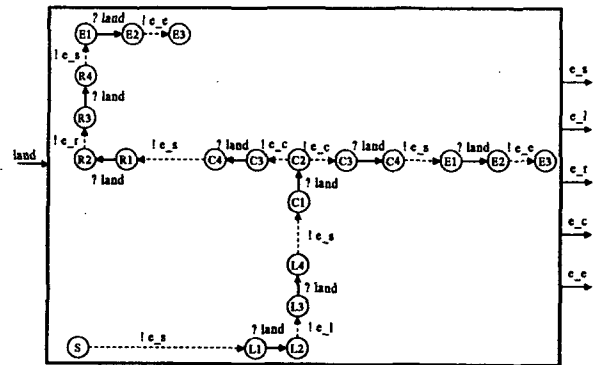 ? land ! e_e
E1 E2 E3
! e_s
R4
? land
R3
! e_r
land
R2 R1 C4 C3 C2 C3 C4 E1 E2 E3
! e_s ? land ! e_c ! e_c ? land ! e_s ? land ! e_e
? land
? land
C1
! e_s
L4
? land
L3
! e_l
? land
! e_s
S L1 L2
e_s
e_l
e_r
e_c
e_e